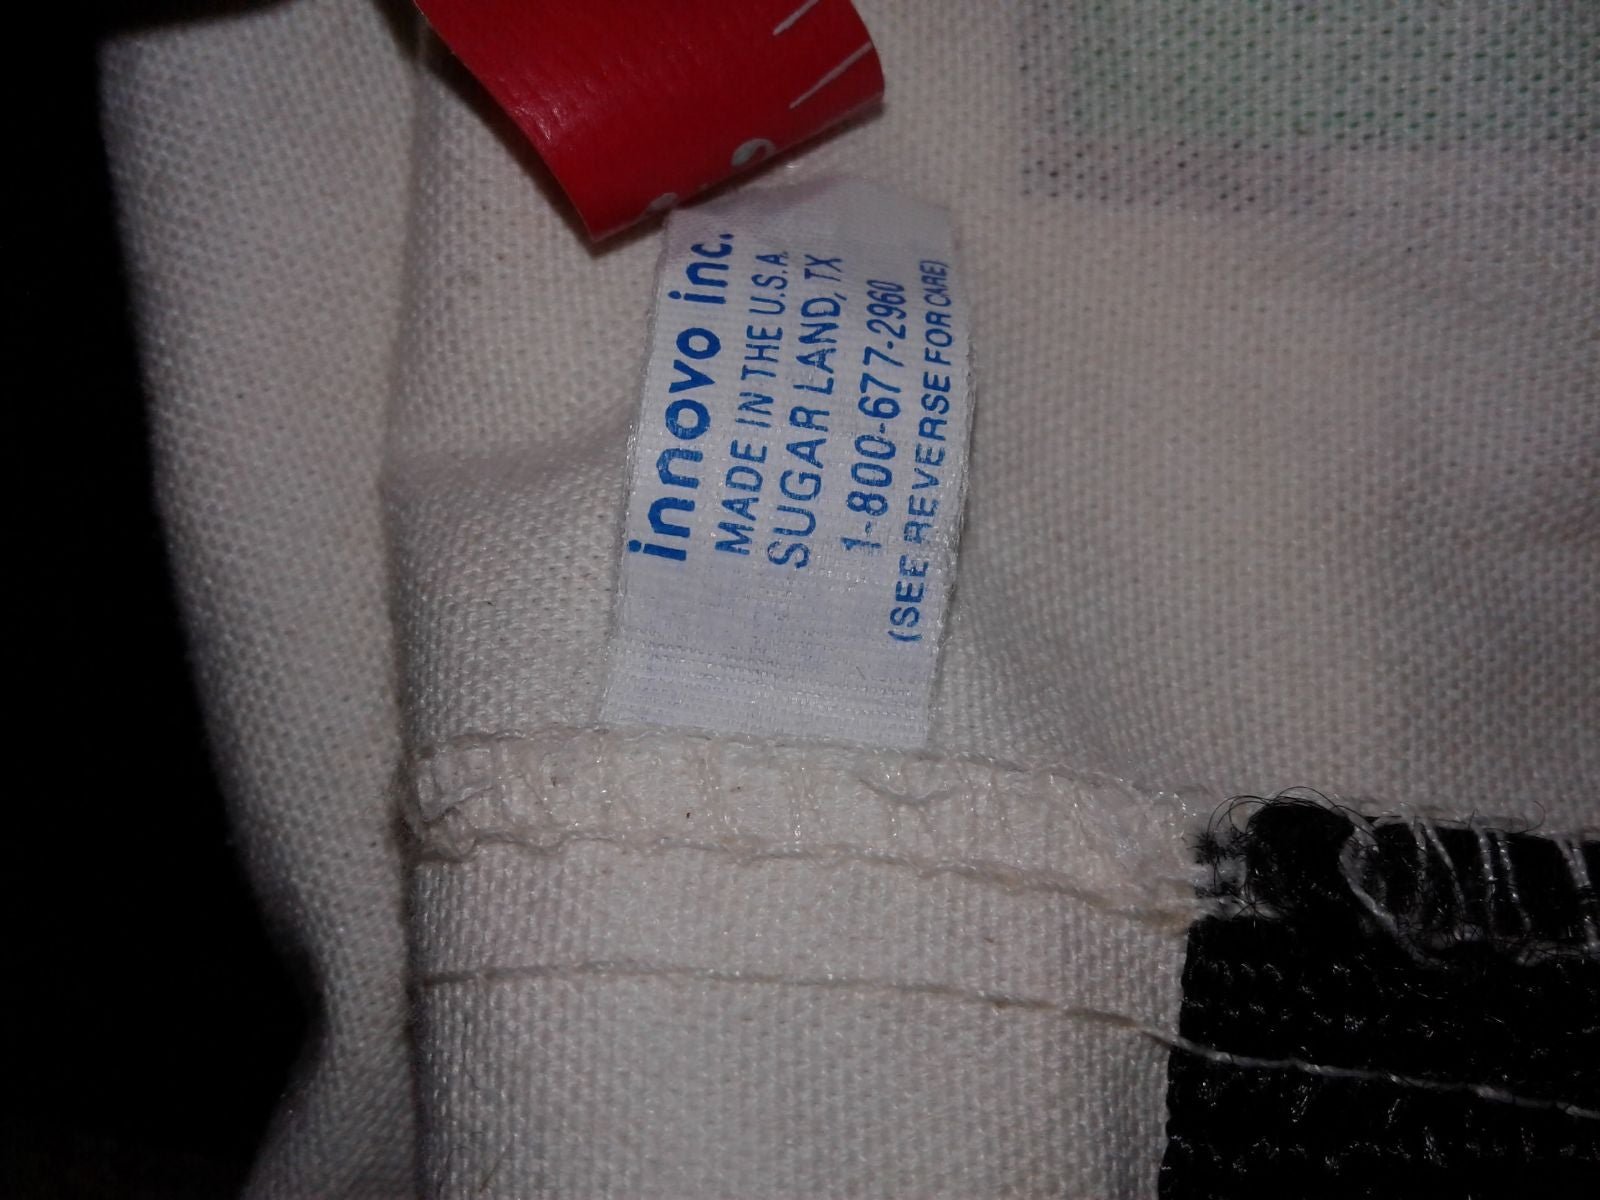 innovo inc.
MADE IN THE U.S.A.
SUGAR LAND, TX
1-800-677-2960
(SEE REVERSE FOR CARE)